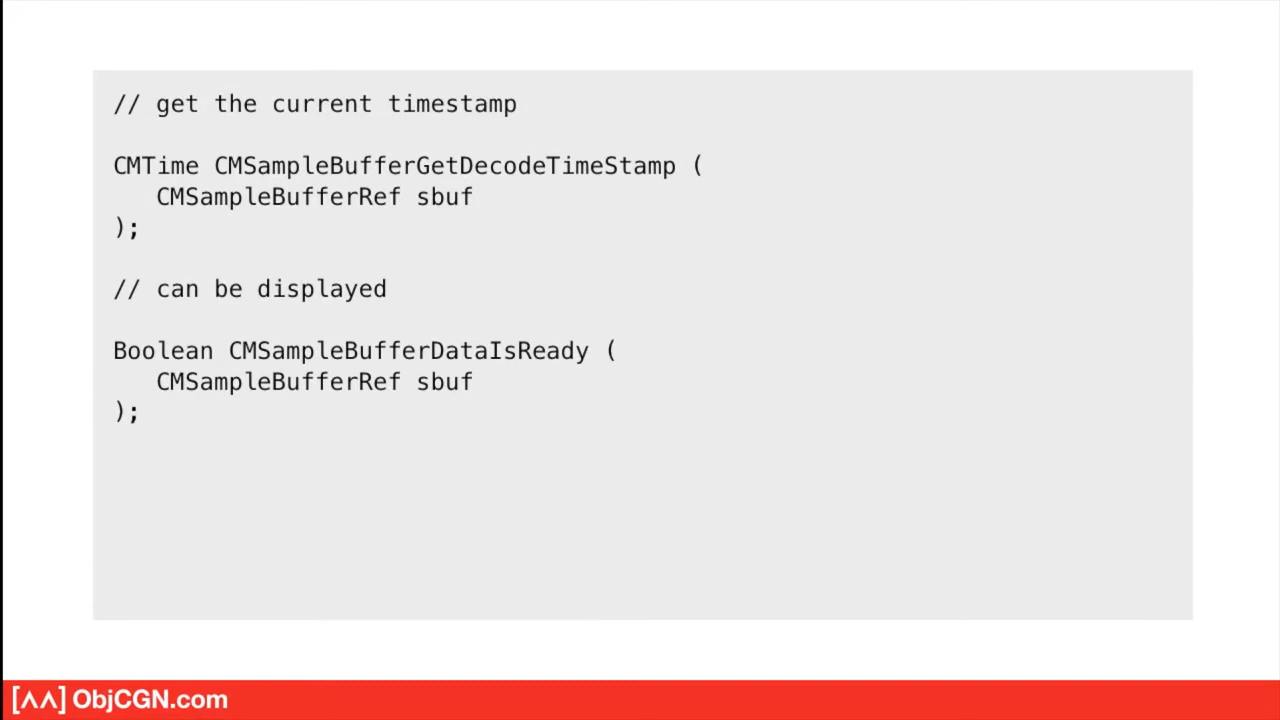 // get the current timestamp
CMTime CMSampleBufferGetDecodeTimeStamp (
CMSampleBufferRef sbuf
);
// can be displayed
Boolean CMSampleBufferDataIsReady (
CMSampleBufferRef sbuf
);
[ʌʌ] ObjCGN.com